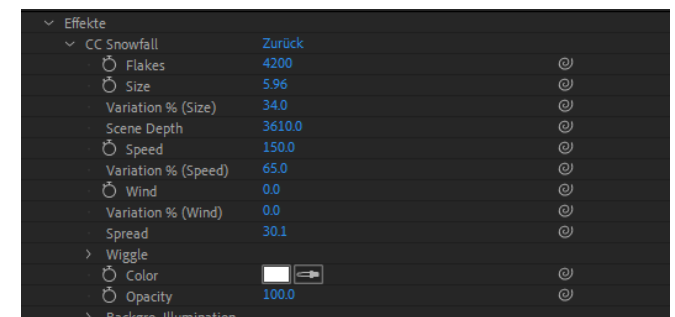 Effekte
CC Snowfall Zurück
Flakes 4200
Size 5.96
Variation % (Size) 34.0
Scene Depth 3610.0
Speed 150.0
Variation % (Speed) 65.0
Wind 0.0
Variation % (Wind) 0.0
Spread 30.1
Wiggle
Color
Opacity 100.0
Backgro Illumination